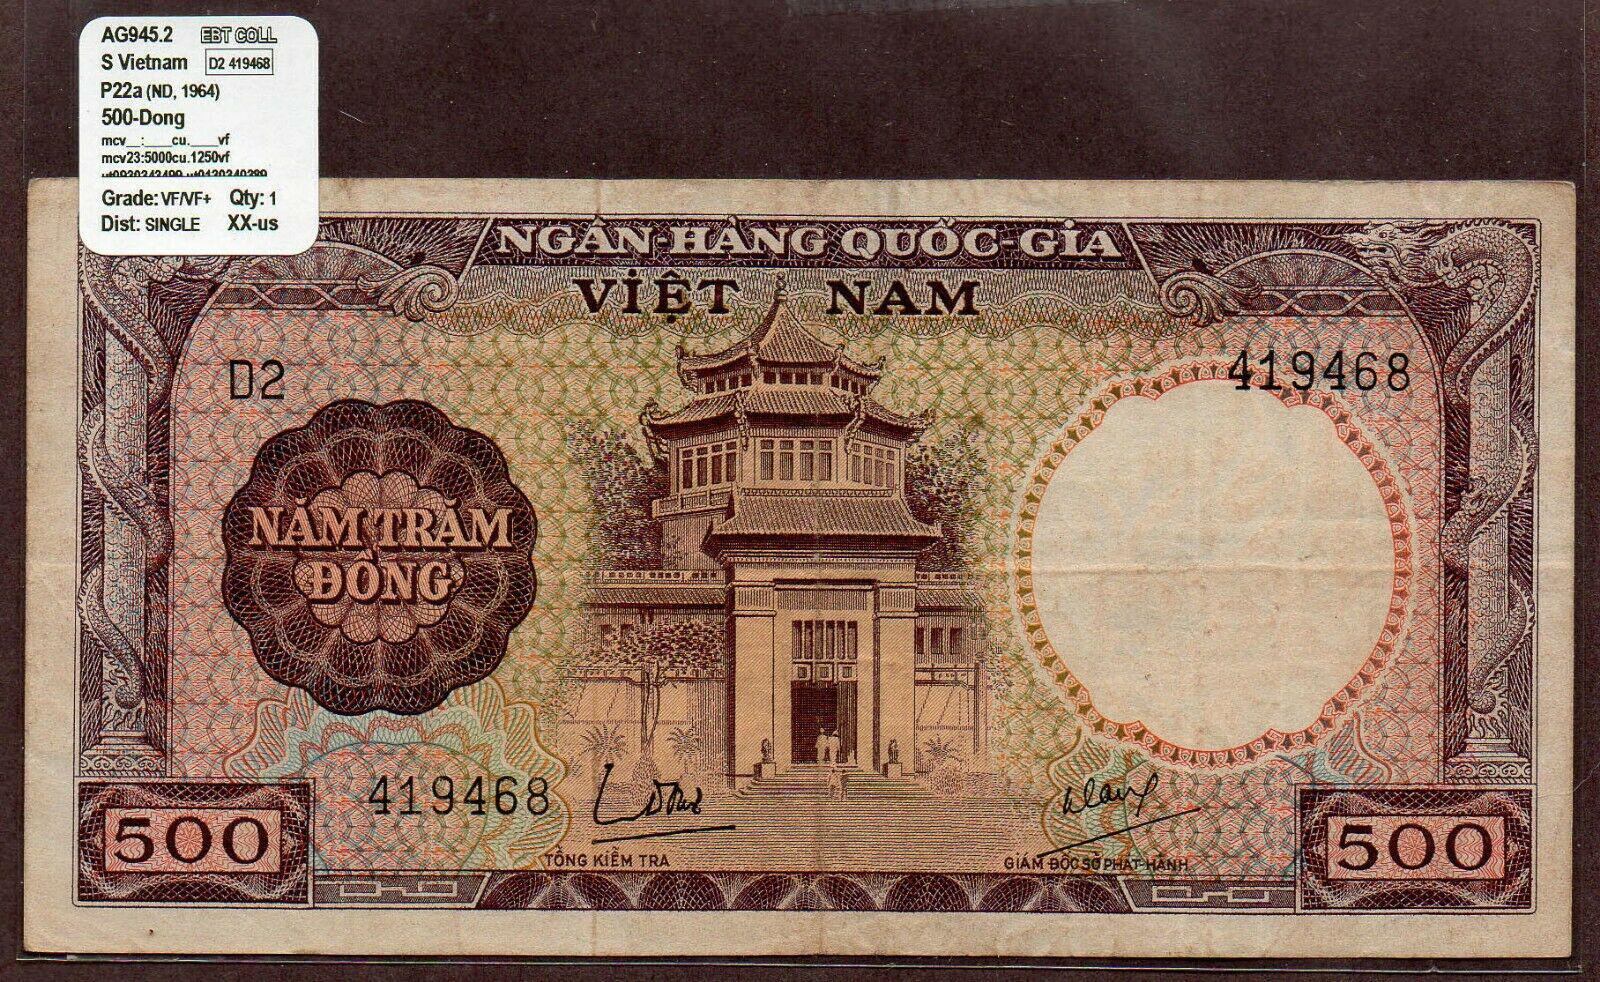 AG945.2 EBT COLL
S Vietnam D2 419468
P22a (ND, 1964)
500-Dong
mcv__:____cu.____vf
mcv23:5000cu.1250vf
Grade: VF/VF+ Qty: 1
Dist: SINGLE XX-us
NGÂN-HÀNG QUỐC-GIA
VIỆT NAM
D2 419468
NĂM TRĂM
ĐỒNG
419468
TỔNG KIỂM TRA GIÁM ĐỐC SỞ PHÁT-HÀNH
500 500